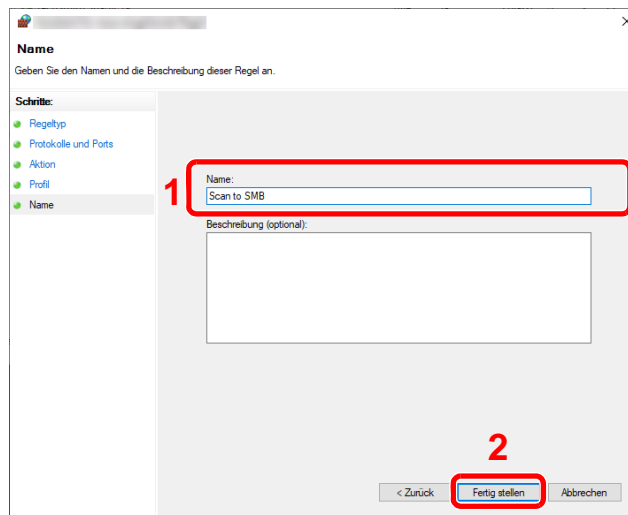 Name
Geben Sie den Namen und die Beschreibung dieser Regel an.
Schritte:
Regeltyp
Protokolle und Ports
Aktion
Profil
Name
1
Name:
Scan to SMB
Beschreibung (optional):
2
< Zurück
Fertig stellen
Abbrechen